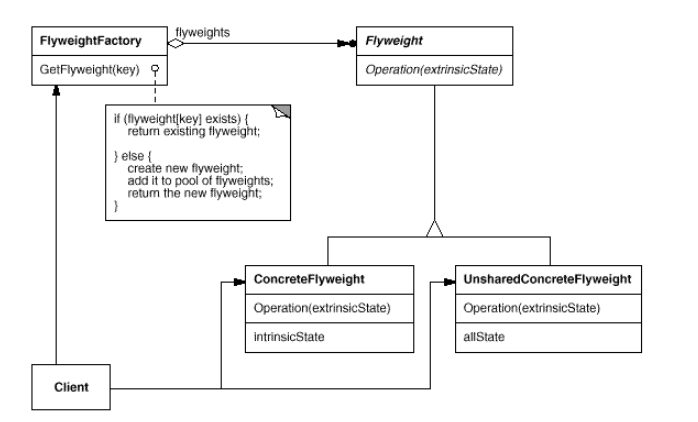 FlyweightFactory
GetFlyweight(key)
flyweights
Flyweight
Operation(extrinsicState)
if (flyweight[key] exists) {
return existing flyweight;
} else {
create new flyweight;
add it to pool of flyweights;
return the new flyweight;
}
ConcreteFlyweight
Operation(extrinsicState)
intrinsicState
UnsharedConcreteFlyweight
Operation(extrinsicState)
allState
Client